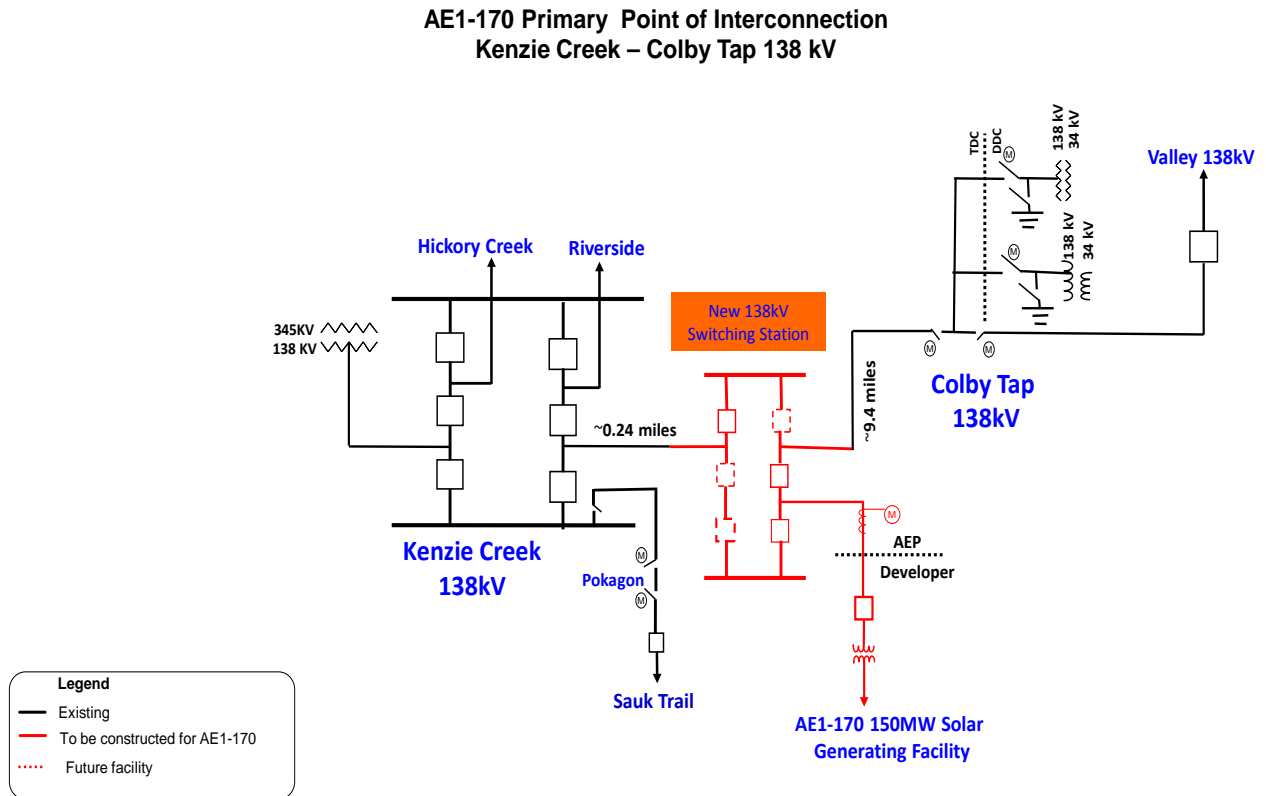 AE1-170 Primary  Point of Interconnection
Kenzie Creek – Colby Tap 138 kV
TDC
DDC
138 kV
34 kV
M
Valley 138kV
Hickory Creek
Riverside
138 kV
34 kV
M
New 138kV
Switching Station
345KV
138 KV
M
M
Colby Tap
138kV
~9.4 miles
~0.24 miles
M
AEP
Developer
Kenzie Creek
138kV
M
Pokagon
M
Sauk Trail
AE1-170 150MW Solar
Generating Facility
Legend
Existing
To be constructed for AE1-170
Future facility